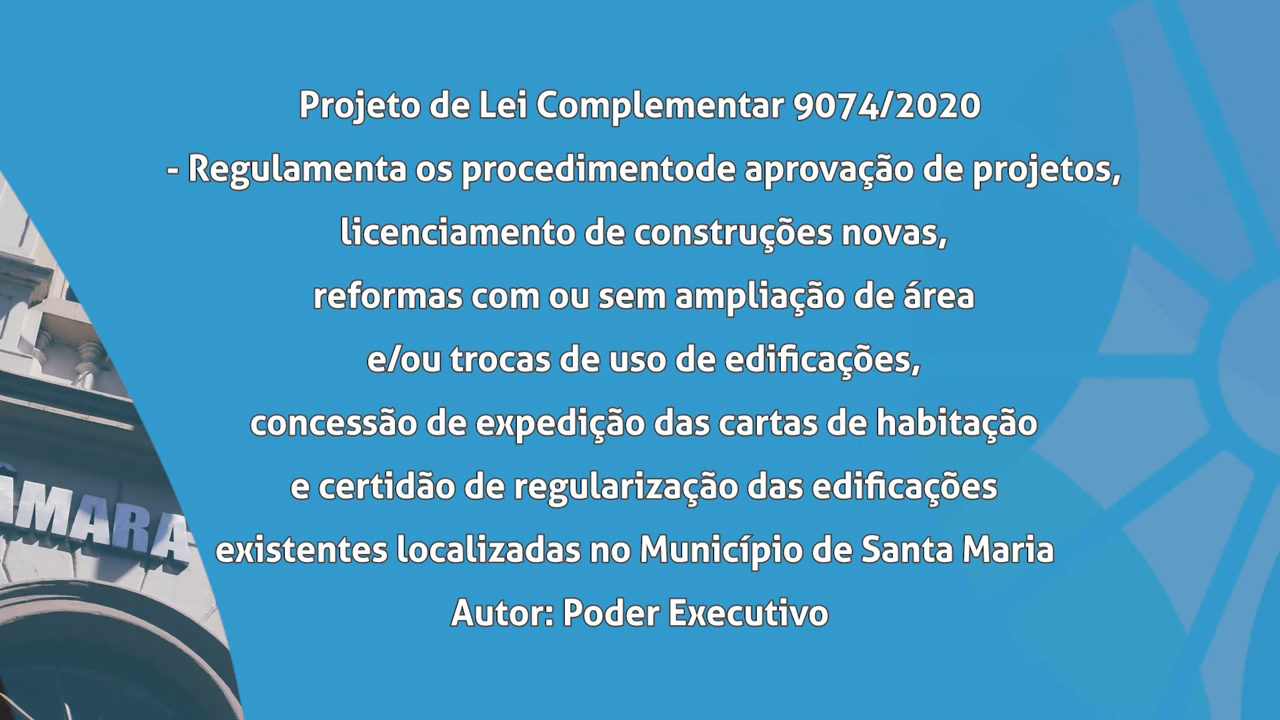 Projeto de Lei Complementar 9074/2020
- Regulamenta os procedimentode aprovação de projetos,
licenciamento de construções novas,
reformas com ou sem ampliação de área
e/ou trocas de uso de edificações,
concessão de expedição das cartas de habitação
e certidão de regularização das edificações
existentes localizadas no Município de Santa Maria
Autor: Poder Executivo
ÂMARA